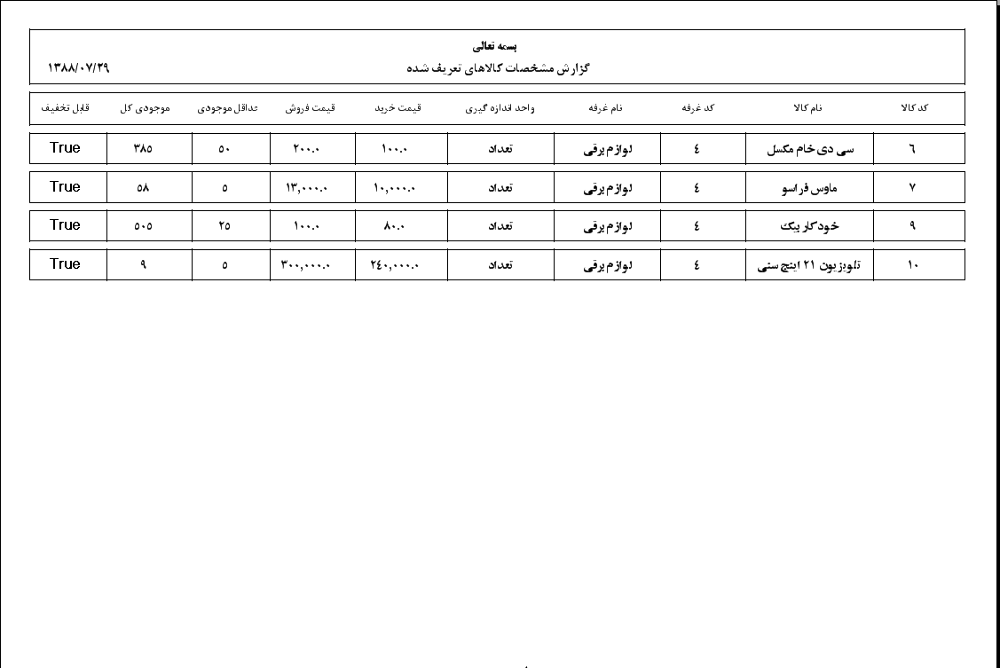 بسمه تعالی
گزارش مشخصات کالاهای تعریف شده
۱۳۸۸/۰۷/۲۹
کد کالا نام کالا کد غرفه نام غرفه واحد اندازه گیری قیمت خرید قیمت فروش حداقل موجودی موجودی کل قابل تخفیف
٦ سی دی خام مکسل ٤ لوازم برقی تعداد ۱۰۰.۰ ۲۰۰.۰ ۵۰ ۳۸۵ True
۷ ماوس فراسو ٤ لوازم برقی تعداد ۱۰,۰۰۰.۰ ۱۳,۰۰۰.۰ ۵ ۵۸ True
۹ خودکار بیک ٤ لوازم برقی تعداد ۸۰.۰ ۱۰۰.۰ ۲۵ ۵۰۵ True
۱۰ تلویزیون ۲۱ اینچ سنی ٤ لوازم برقی تعداد ۲٤۰,۰۰۰.۰ ۳۰۰,۰۰۰.۰ ۵ ۹ True